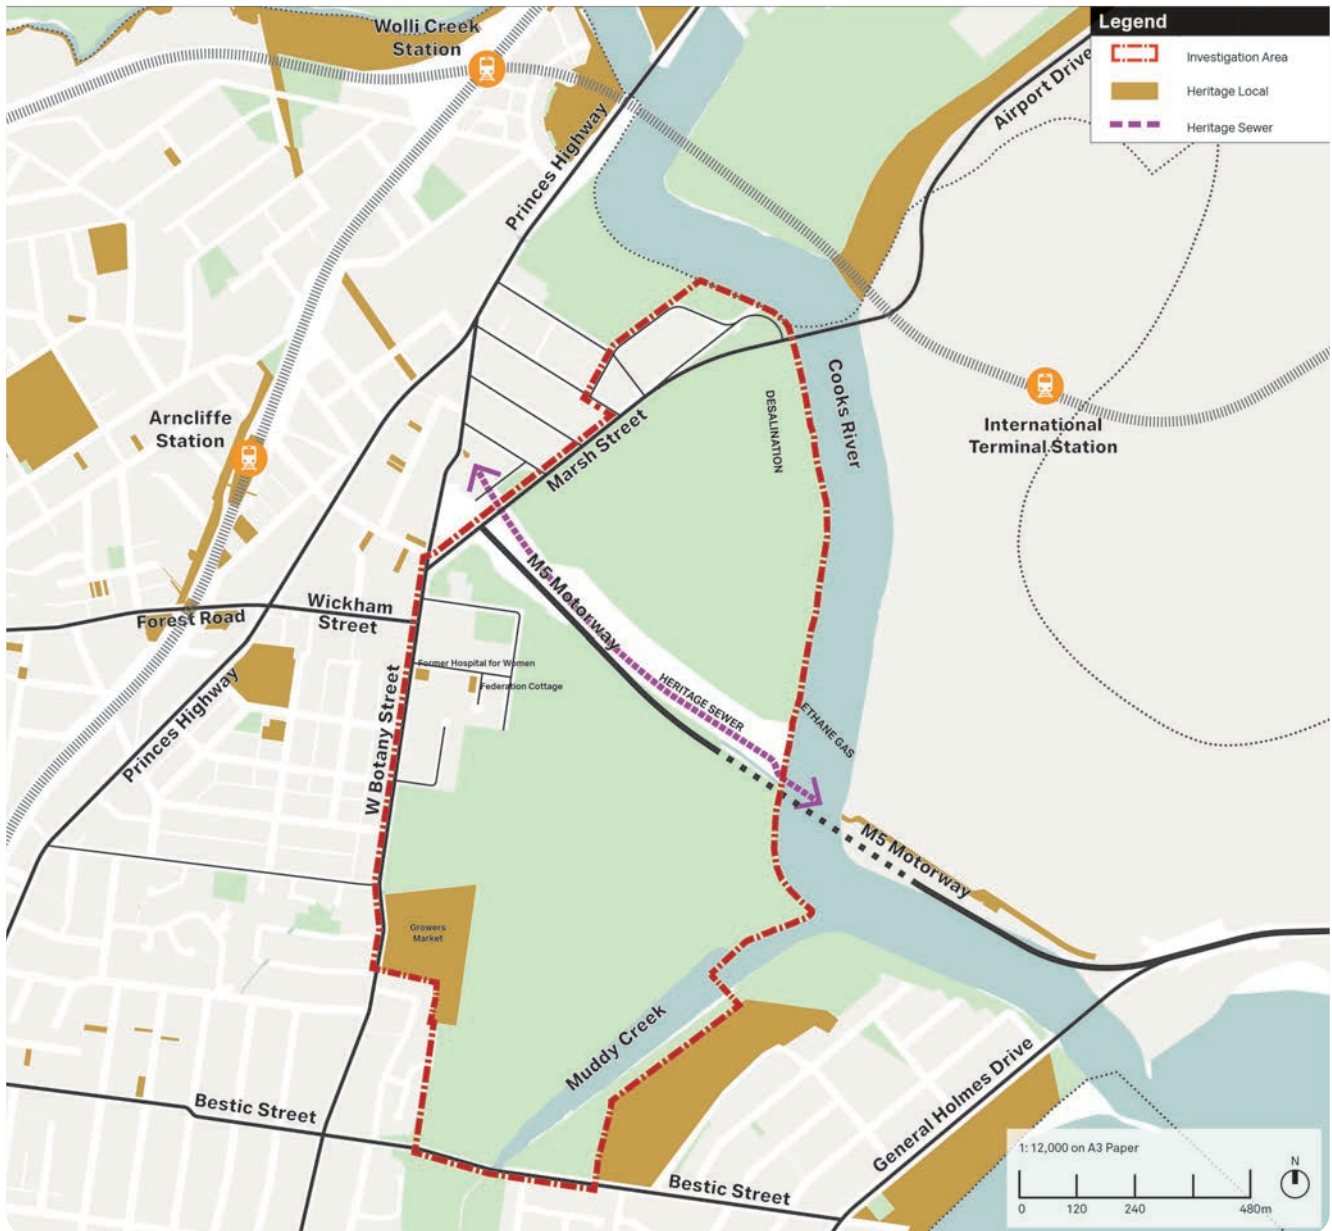 Legend
Investigation Area
Heritage Local
Heritage Sewer
Wolli Creek
Station
Airport Drive
Princes Highway
Arncliffe
Station
Cooks River
DESALINATION
International
Terminal Station
Marsh Street
M5 Motorway
Wickham
Street
Forest Road
Former Hospital for Women
Federation Cottage
HERITAGE SEWER
ETHANE GAS
Princes Highway
W Botany Street
M5 Motorway
Growers
Market
Muddy Creek
Bestic Street
General Holmes Drive
Bestic Street
1: 12,000 on A3 Paper
N
0 120 240 480m